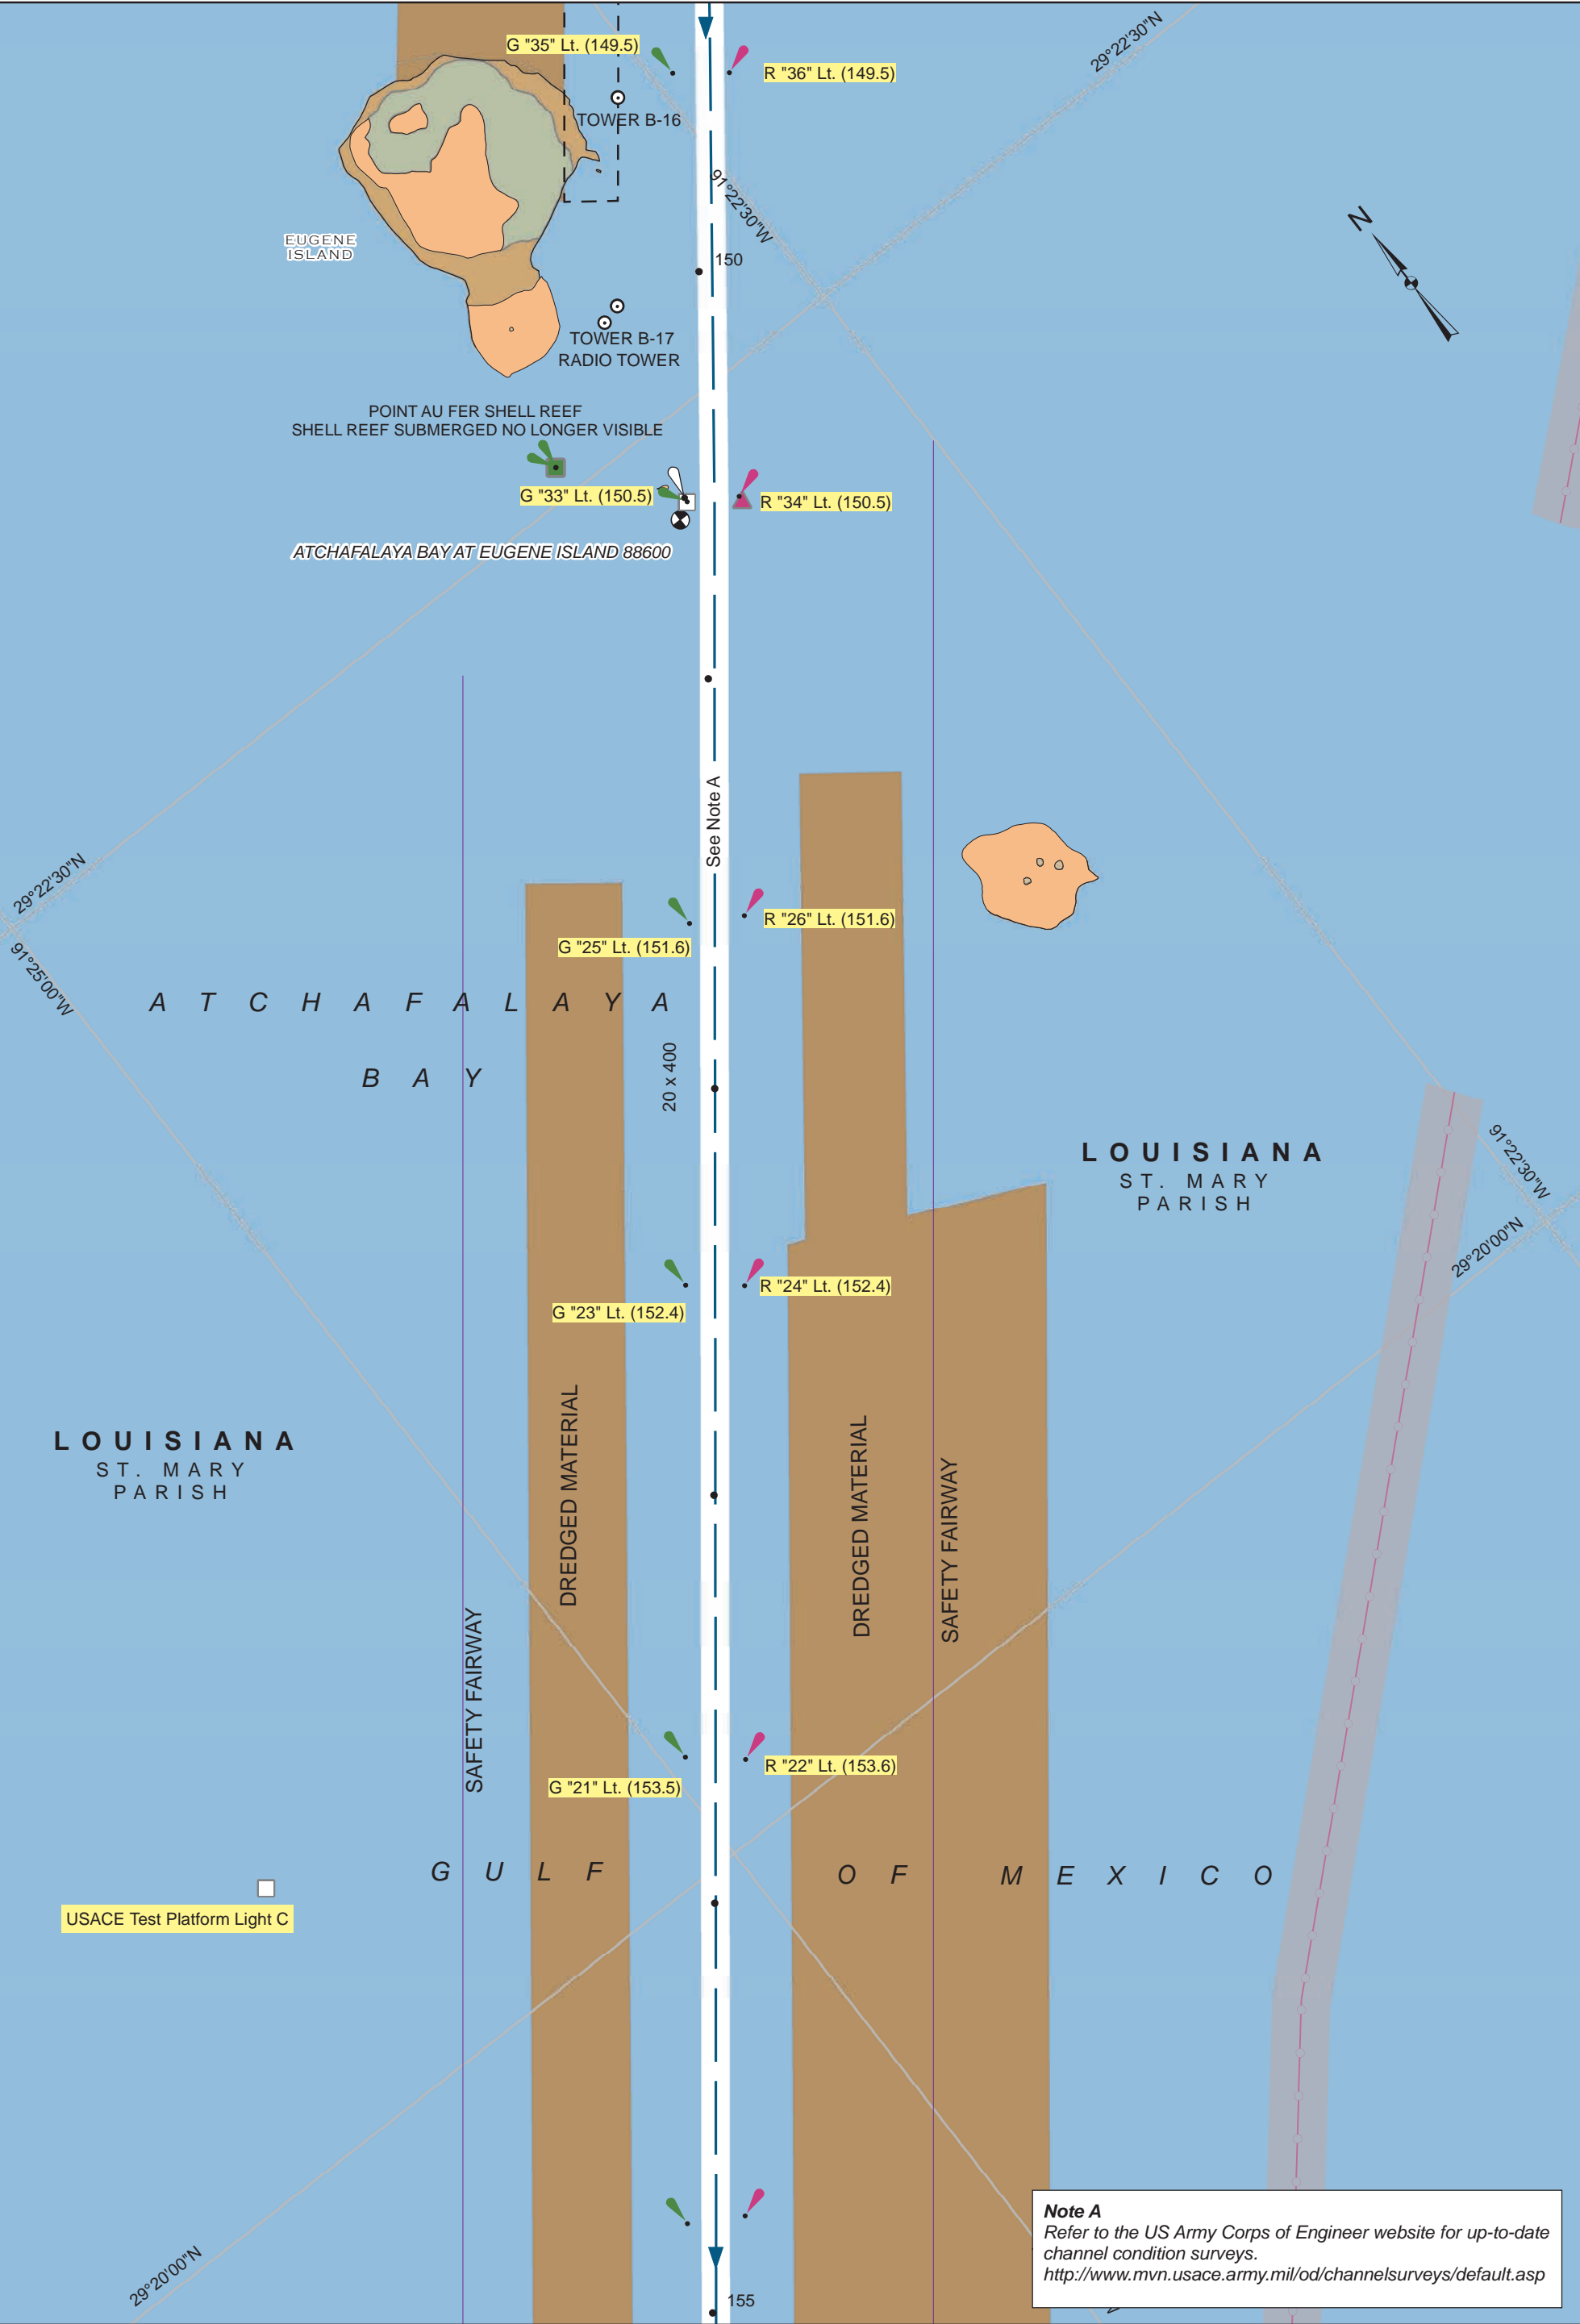 G "35" Lt. (149.5)
R "36" Lt. (149.5)
29°22'30"N
TOWER B-16
91°22'30"W
N
EUGENE
ISLAND
150
TOWER B-17
RADIO TOWER
POINT AU FER SHELL REEF
SHELL REEF SUBMERGED NO LONGER VISIBLE
G "33" Lt. (150.5)
R "34" Lt. (150.5)
ATCHAFALAYA BAY AT EUGENE ISLAND 88600
See Note A
29°22'30"N
91°25'00"W
R "26" Lt. (151.6)
G "25" Lt. (151.6)
ATCHAFALAYA
BAY
20 x 400
LOUISIANA
ST. MARY
PARISH
91°22'30"W
29°20'00"N
G "23" Lt. (152.4)
R "24" Lt. (152.4)
LOUISIANA
ST. MARY
PARISH
DREDGED MATERIAL
DREDGED MATERIAL
SAFETY FAIRWAY
SAFETY FAIRWAY
G "21" Lt. (153.5)
R "22" Lt. (153.6)
GULF OF MEXICO
USACE Test Platform Light C
29°20'00"N
155
Note A
Refer to the US Army Corps of Engineer website for up-to-date
channel condition surveys.
http://www.mvn.usace.army.mil/od/channelsurveys/default.asp